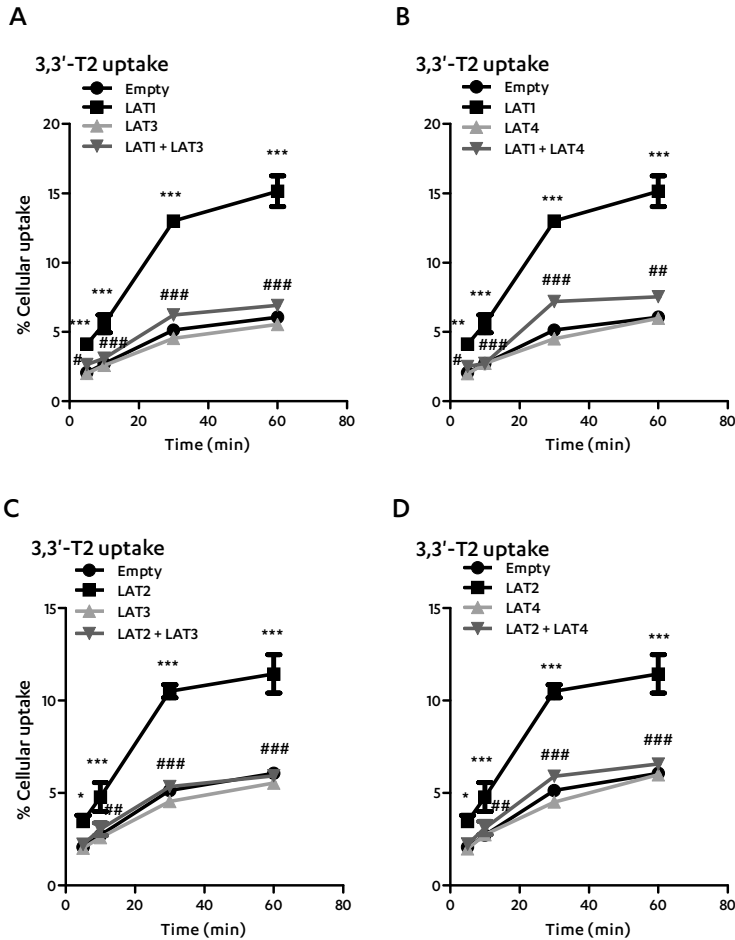 A
3,3'-T2 uptake
Empty
LAT1
LAT3
LAT1 + LAT3
% Cellular uptake
20
15
10
5
0
***
***
***
***
#
###
###
###
0 20 40 60 80
Time (min)
B
3,3'-T2 uptake
Empty
LAT1
LAT4
LAT1 + LAT4
20
15
10
5
0
**
***
***
***
#
###
###
##
0 20 40 60 80
Time (min)
C
3,3'-T2 uptake
Empty
LAT2
LAT3
LAT2 + LAT3
% Cellular uptake
15
10
5
0
*
***
***
***
##
###
###
0 20 40 60 80
Time (min)
D
3,3'-T2 uptake
Empty
LAT2
LAT4
LAT2 + LAT4
15
10
5
0
*
***
***
***
##
###
###
0 20 40 60 80
Time (min)